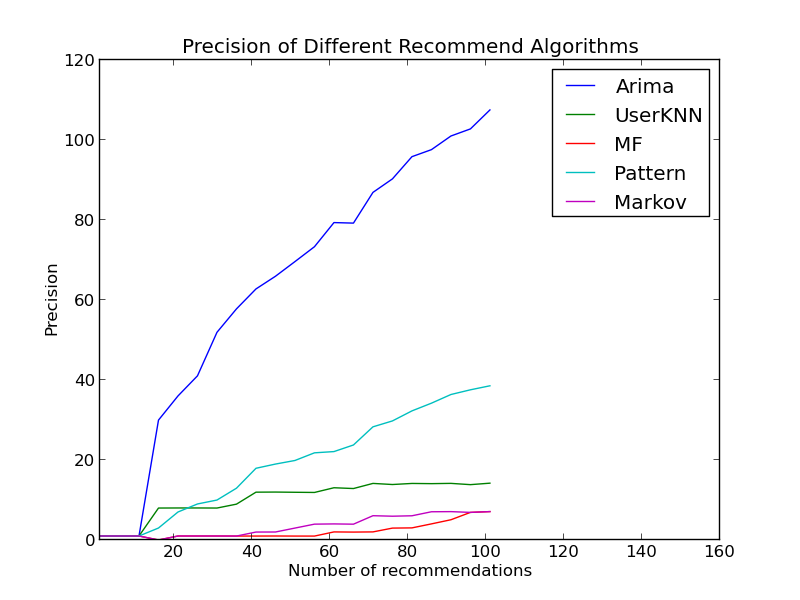 Precision of Different Recommend Algorithms
120
100
80
60
40
20
0
Precision
Arima
UserKNN
MF
Pattern
Markov
20 40 60 80 100 120 140 160
Number of recommendations